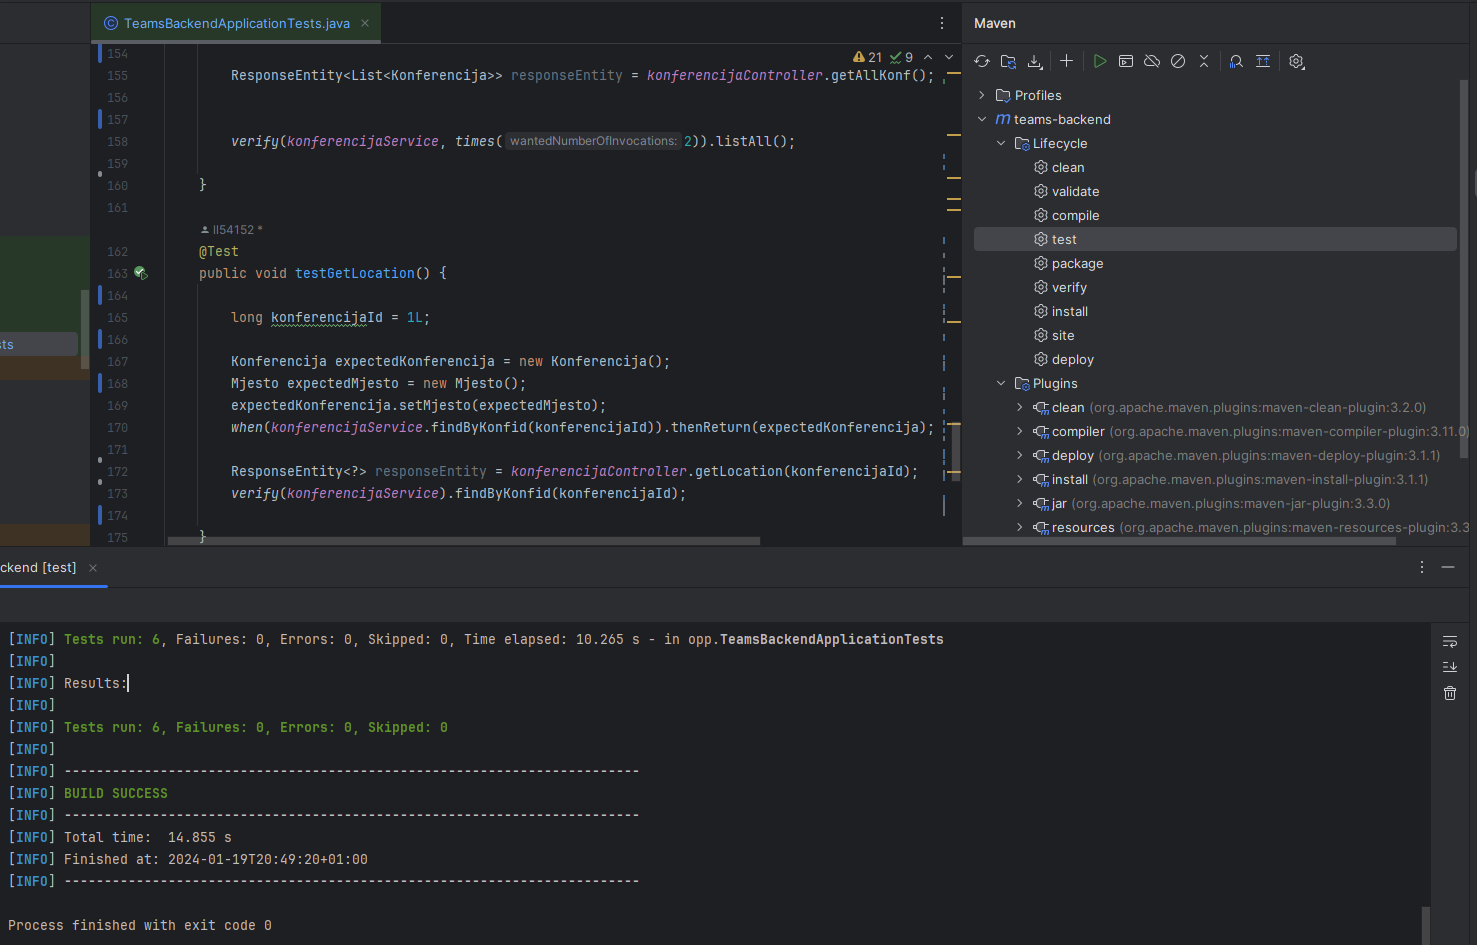 TeamsBackendApplicationTests.java
21 9
154
155 ResponseEntity<List<Konferencija>> responseEntity = konferencijaController.getAllKonf();
156
157
158 verify(konferencijaService, times( wantedNumberOfInvocations: 2)).listAll();
159
160 }
161
ll54152 *
162 @Test
163 public void testGetLocation() {
164
165 long konferencijaId = 1L;
166
167 Konferencija expectedKonferencija = new Konferencija();
168 Mjesto expectedMjesto = new Mjesto();
169 expectedKonferencija.setMjesto(expectedMjesto);
170 when(konferencijaService.findByKonfid(konferencijaId)).thenReturn(expectedKonferencija);
171
172 ResponseEntity<?> responseEntity = konferencijaController.getLocation(konferencijaId);
173 verify(konferencijaService).findByKonfid(konferencijaId);
174
175 }
sts
Maven
Profiles
teams-backend
Lifecycle
clean
validate
compile
test
package
verify
install
site
deploy
Plugins
clean (org.apache.maven.plugins:maven-clean-plugin:3.2.0)
compiler (org.apache.maven.plugins:maven-compiler-plugin:3.11.0)
deploy (org.apache.maven.plugins:maven-deploy-plugin:3.1.1)
install (org.apache.maven.plugins:maven-install-plugin:3.1.1)
jar (org.apache.maven.plugins:maven-jar-plugin:3.3.0)
resources (org.apache.maven.plugins:maven-resources-plugin:3.3
ckend [test]
[INFO] Tests run: 6, Failures: 0, Errors: 0, Skipped: 0, Time elapsed: 10.265 s - in opp.TeamsBackendApplicationTests
[INFO]
[INFO] Results:
[INFO]
[INFO] Tests run: 6, Failures: 0, Errors: 0, Skipped: 0
[INFO]
[INFO] ------------------------------------------------------------------------
[INFO] BUILD SUCCESS
[INFO] ------------------------------------------------------------------------
[INFO] Total time:  14.855 s
[INFO] Finished at: 2024-01-19T20:49:20+01:00
[INFO] ------------------------------------------------------------------------
Process finished with exit code 0